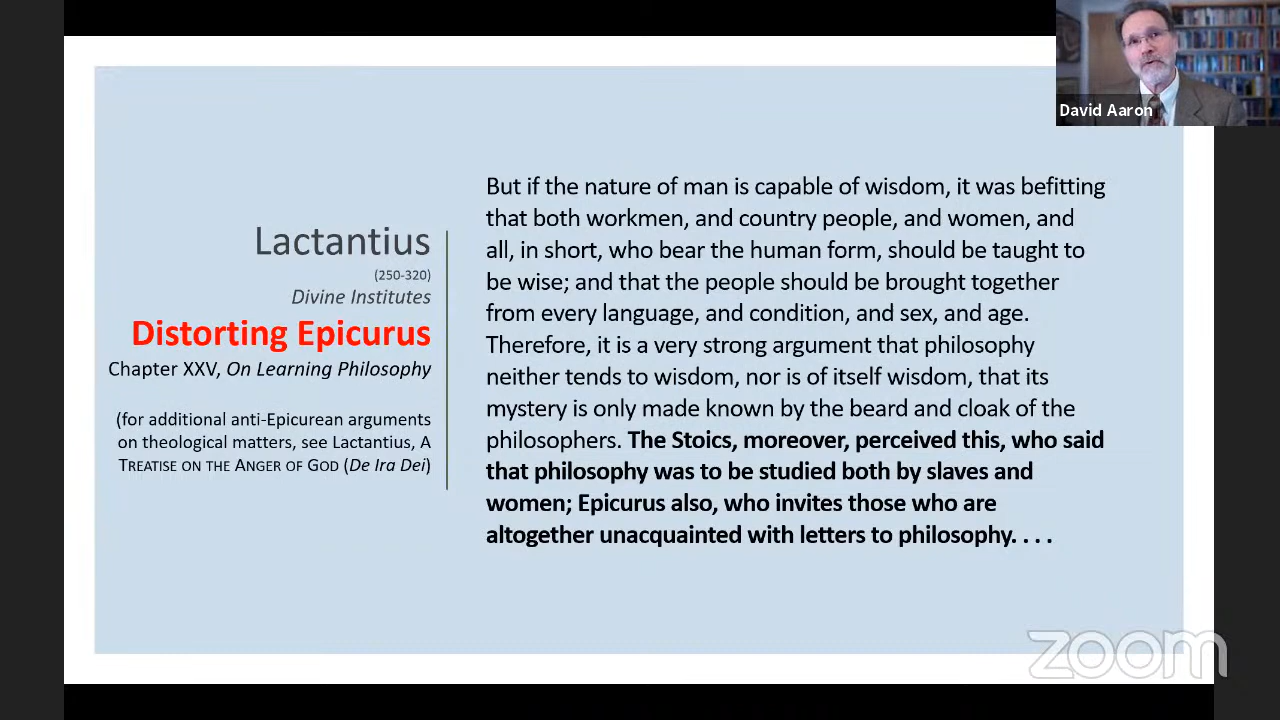 David Aaron
Lactantius
(250-320)
Divine Institutes
Distorting Epicurus
Chapter XXV, On Learning Philosophy
(for additional anti-Epicurean arguments
on theological matters, see Lactantius, A
TREATISE ON THE ANGER OF GOD (De Ira Dei)
But if the nature of man is capable of wisdom, it was befitting
that both workmen, and country people, and women, and
all, in short, who bear the human form, should be taught to
be wise; and that the people should be brought together
from every language, and condition, and sex, and age.
Therefore, it is a very strong argument that philosophy
neither tends to wisdom, nor is of itself wisdom, that its
mystery is only made known by the beard and cloak of the
philosophers. The Stoics, moreover, perceived this, who said
that philosophy was to be studied both by slaves and
women; Epicurus also, who invites those who are
altogether unacquainted with letters to philosophy. . . .
zoom